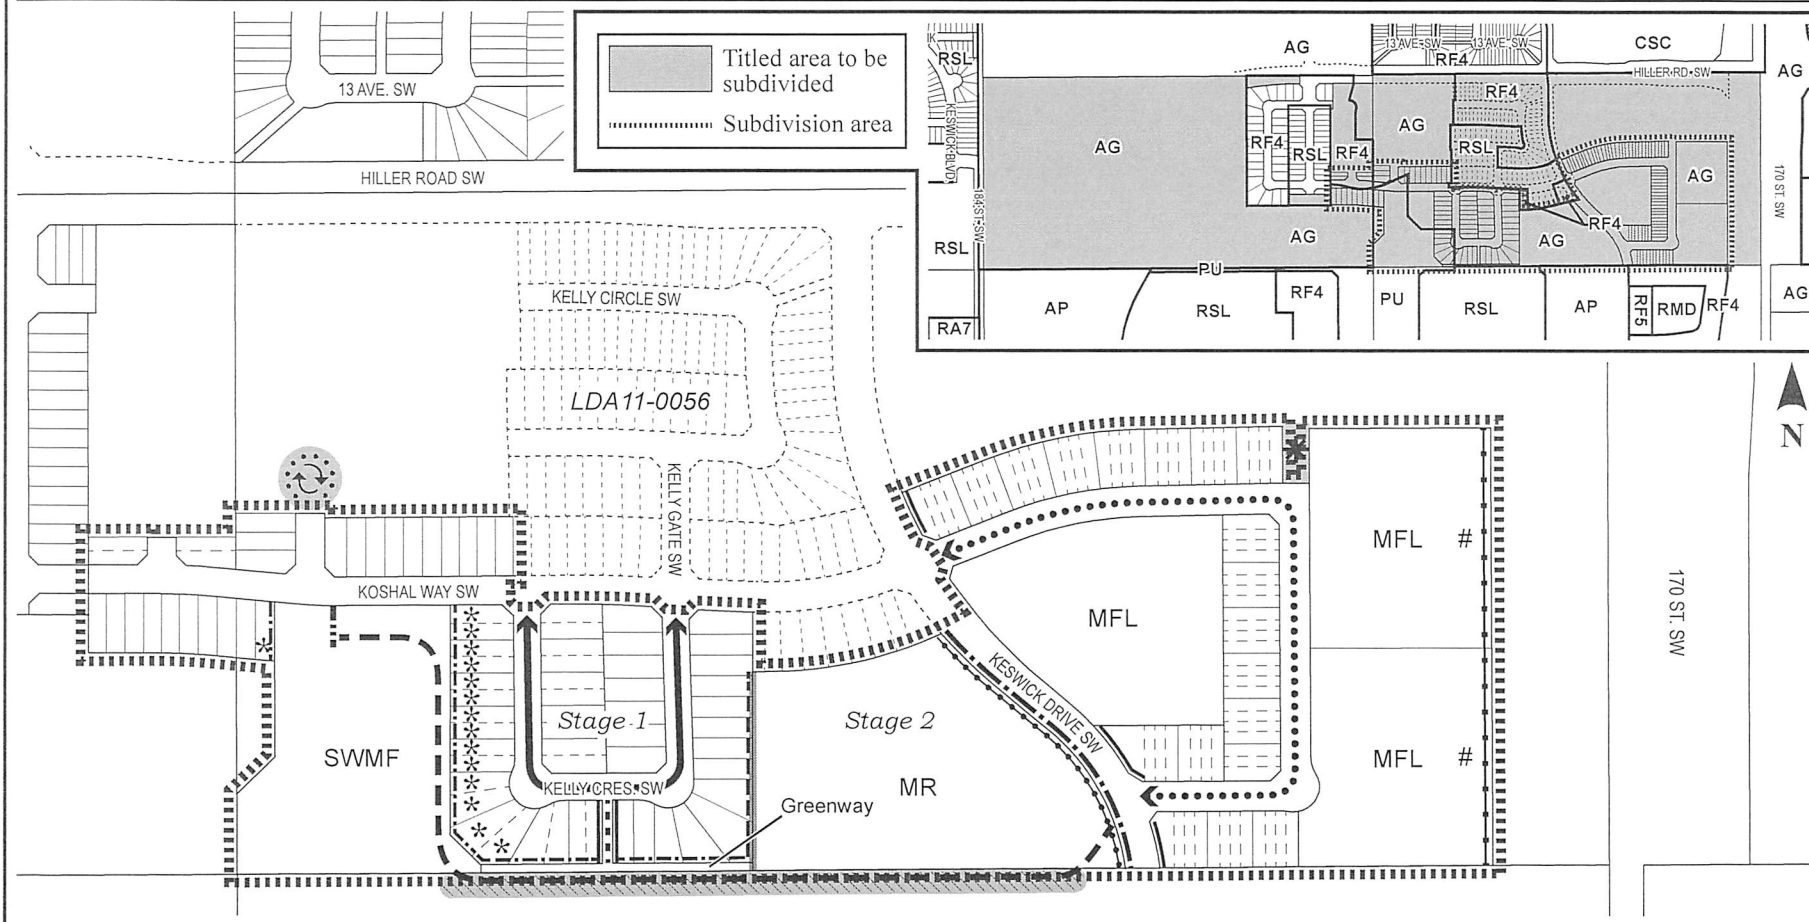 13 AVE. SW
HILLER ROAD SW
Titled area to be
subdivided
Subdivision area
RSL
KESWICK BLVD
184 ST. SW
RSL
RA7
AG
13 AVE SW
13 AVE. SW
RF4
CSC
HILLER RD. SW
AG
AG
RF4
RSL
RF4
AG
RF4
RSL
AG
170 ST. SW
AG
RF4
AG
PU
AP
RSL
RF4
PU
RSL
AP
RF5
RMD
RF4
AG
N
KELLY CIRCLE SW
LDA11-0056
KELLY GATE SW
KOSHAL WAY SW
MFL #
MFL
170 ST. SW
KESWICK DRIVE SW
Stage 1
Stage 2
SWMF
MFL #
KELLY CRES. SW
MR
Greenway